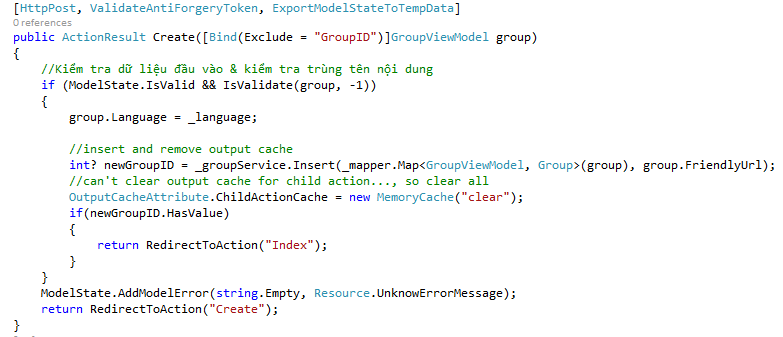 [HttpPost, ValidateAntiForgeryToken, ExportModelStateToTempData]
0 references
public ActionResult Create([Bind(Exclude = "GroupID")]GroupViewModel group)
{
//Kiểm tra dữ liệu đầu vào & kiểm tra trùng tên nội dung
if (ModelState.IsValid && IsValidate(group, -1))
{
group.Language = _language;
//insert and remove output cache
int? newGroupID = _groupService.Insert(_mapper.Map<GroupViewModel, Group>(group), group.FriendlyUrl);
//can't clear output cache for child action..., so clear all
OutputCacheAttribute.ChildActionCache = new MemoryCache("clear");
if(newGroupID.HasValue)
{
return RedirectToAction("Index");
}
}
ModelState.AddModelError(string.Empty, Resource.UnknowErrorMessage);
return RedirectToAction("Create");
}